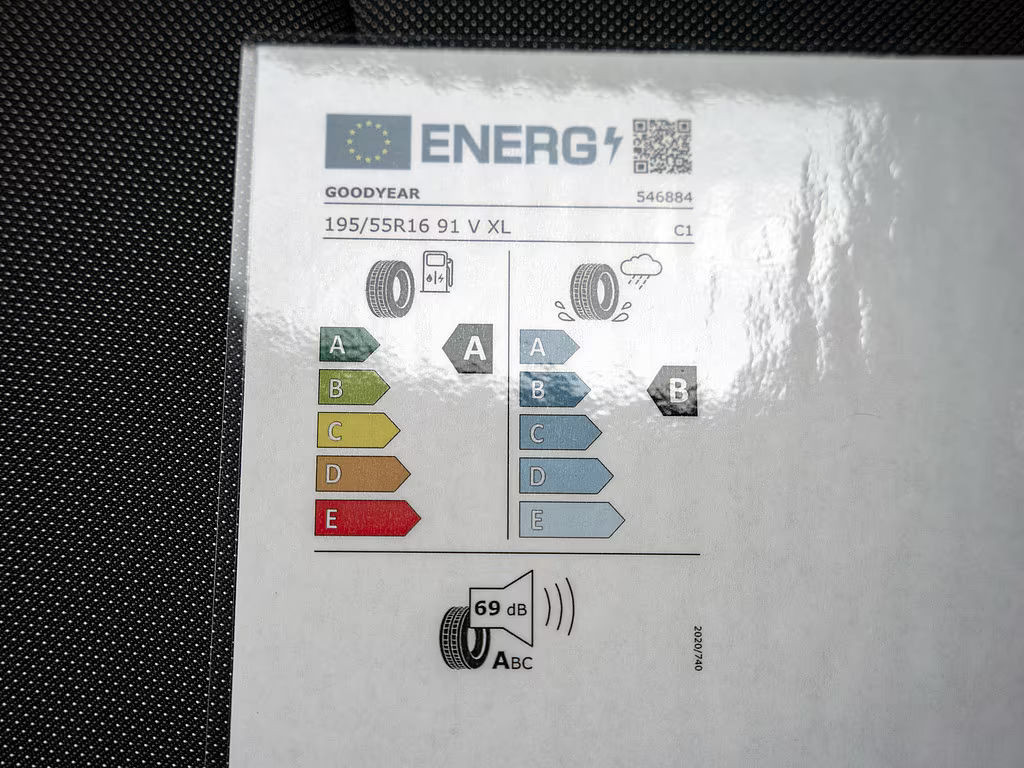 ENERG
GOODYEAR 546884
195/55R16 91 V XL C1
A A A
B B B
C C
D D
E E
69 dB
ABC
2020/740